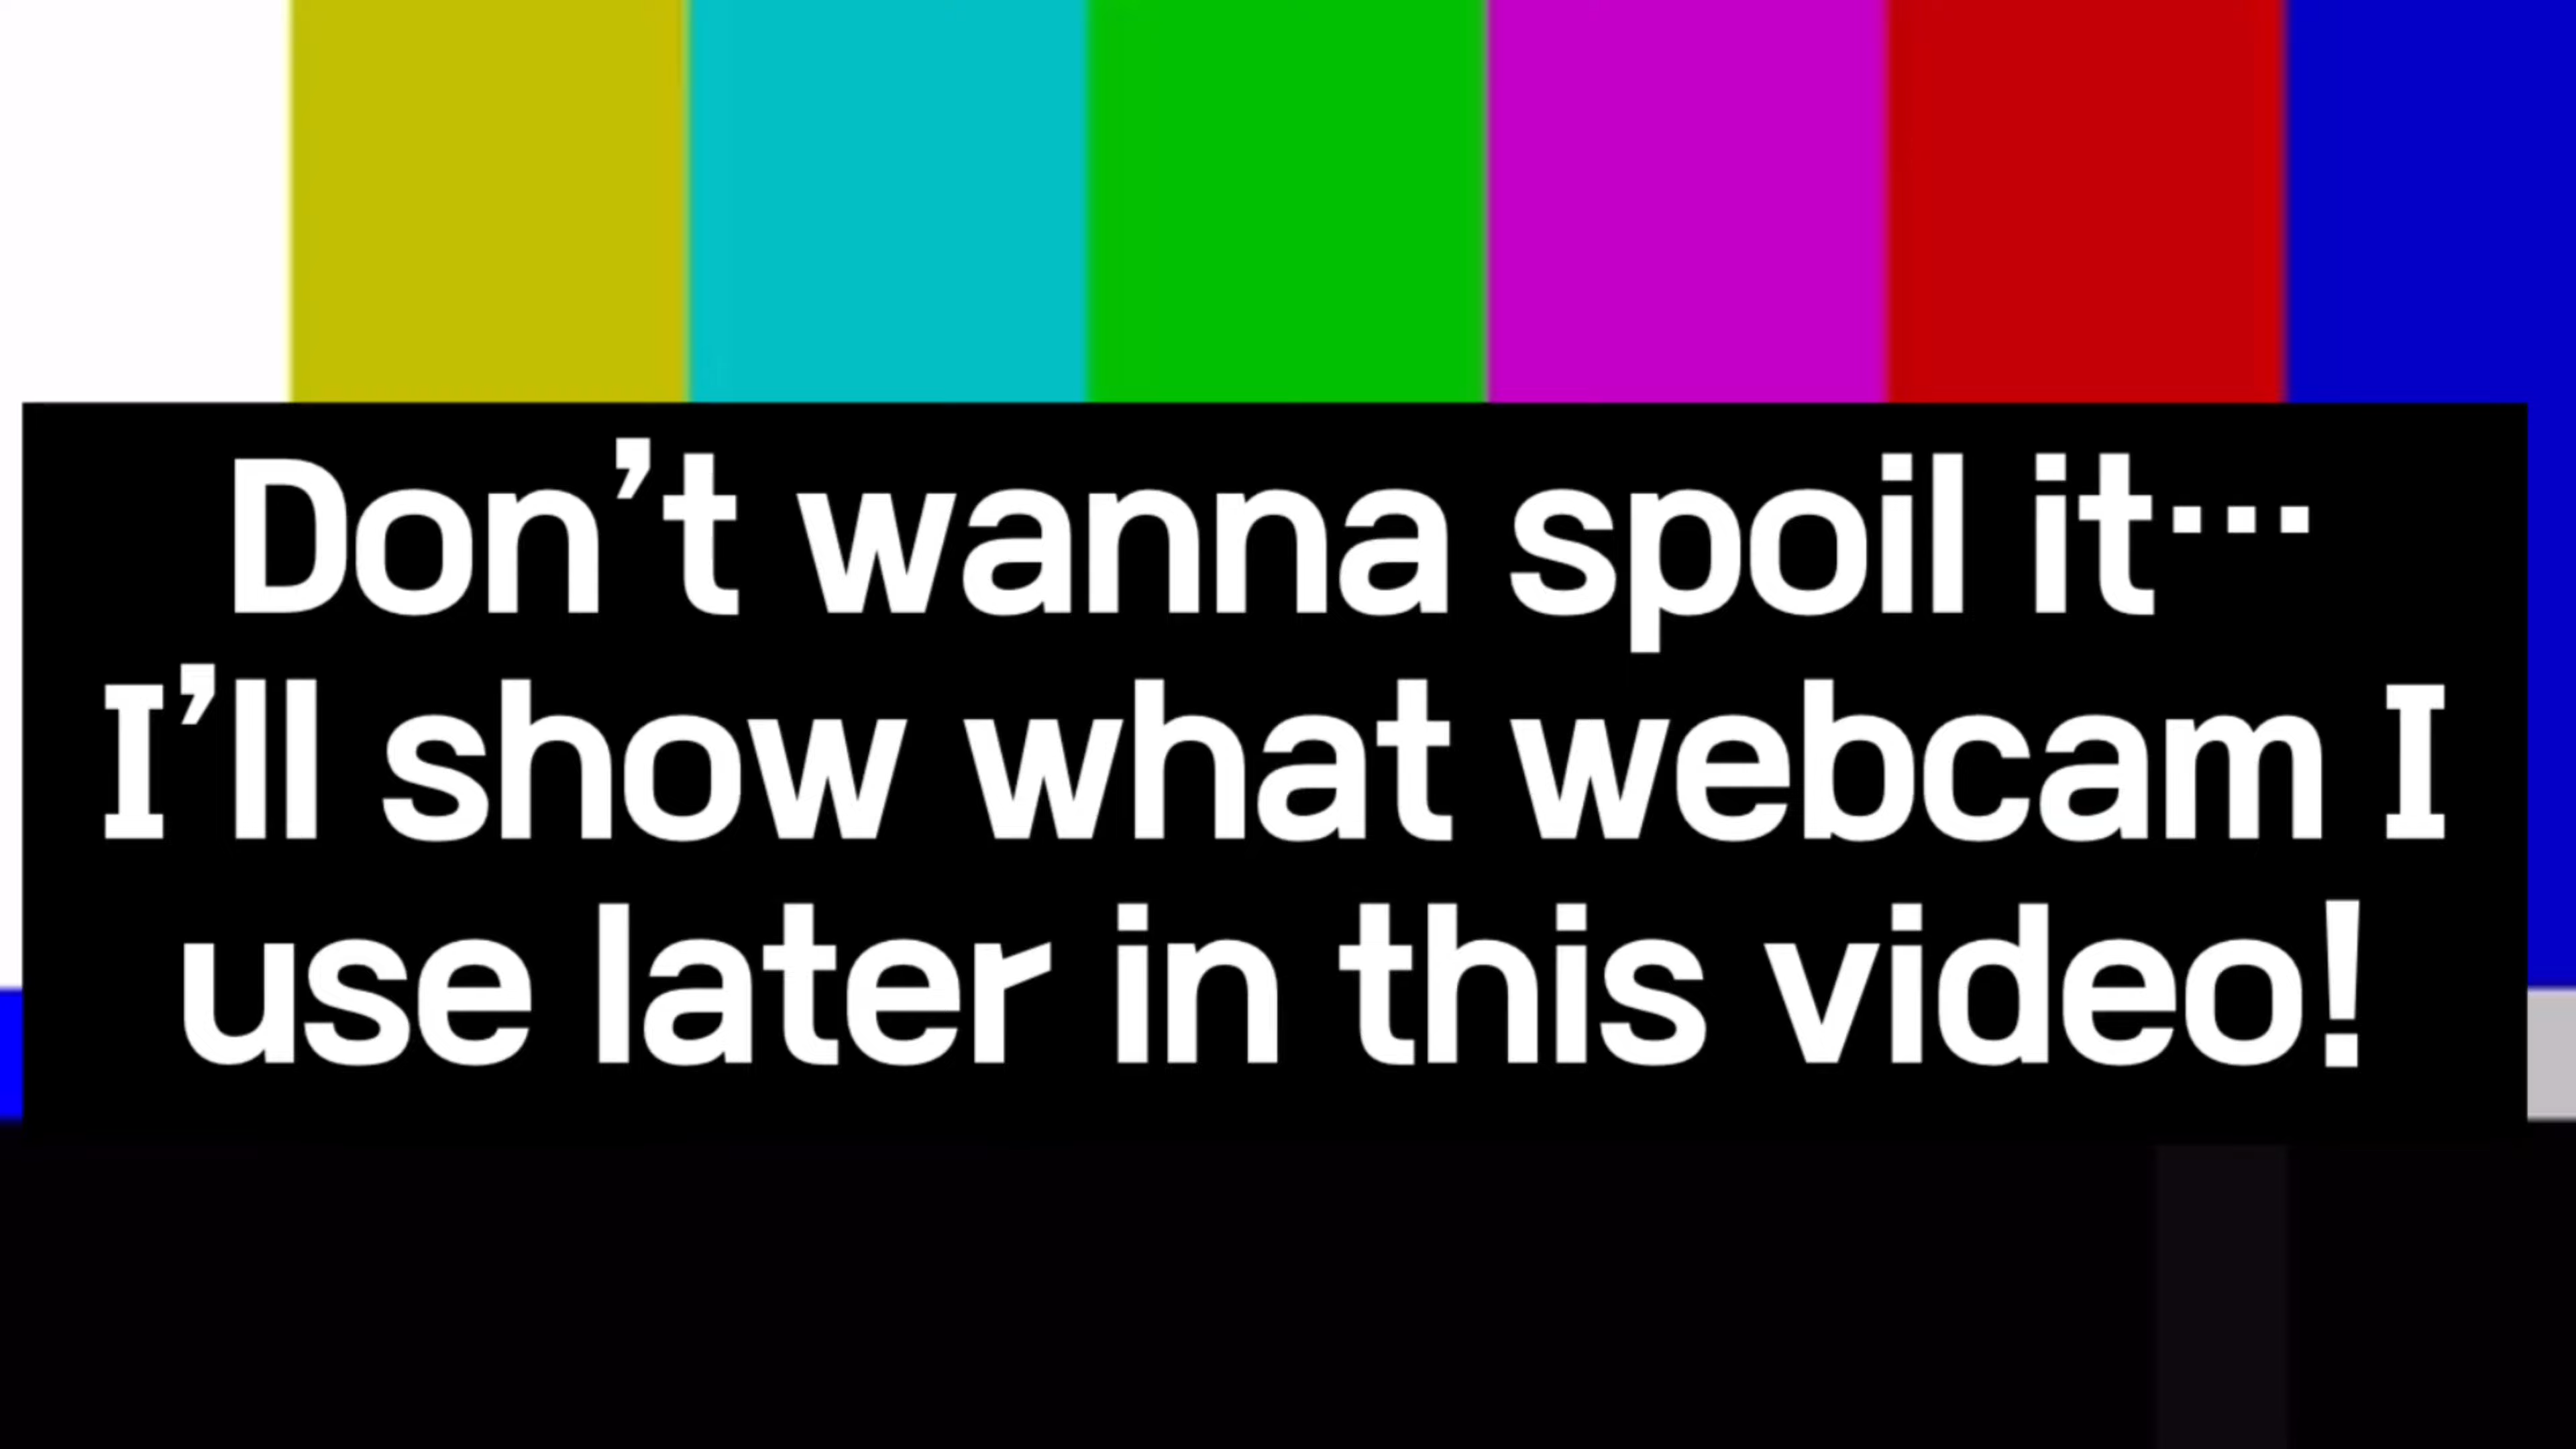 Don’t wanna spoil it⋯
I’ll show what webcam I
use later in this video!